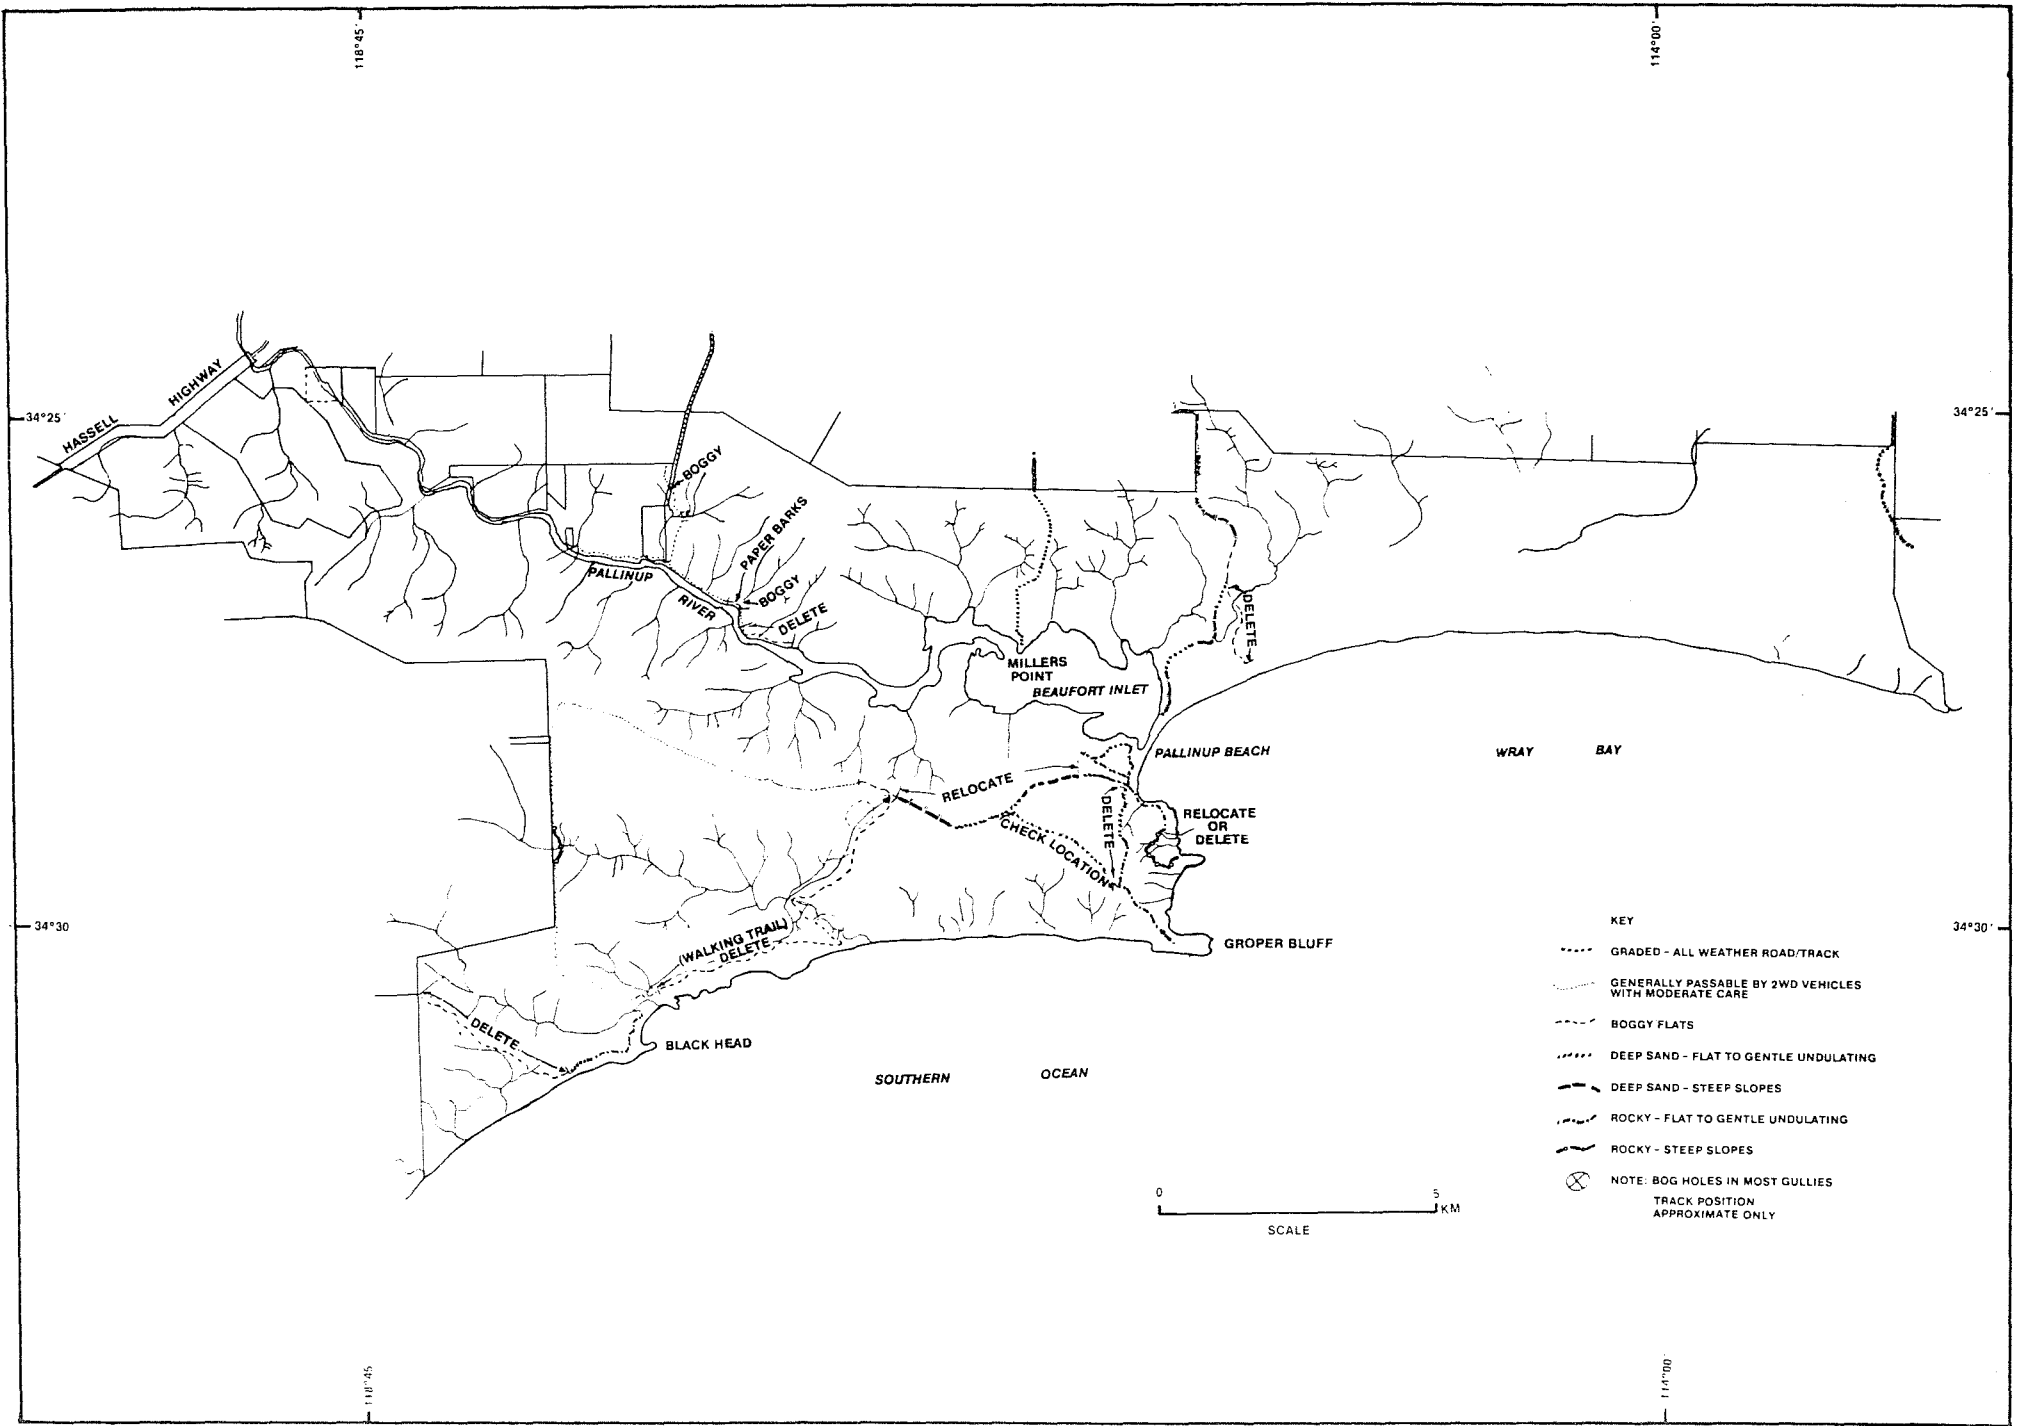 118°45'
114°00'
HASSELL HIGHWAY
34°25'
34°25'
BOGGY
PAPER BARKS
BOGGY
DELETE
PALLINUP
RIVER
DELETE
MILLERS
POINT
BEAUFORT INLET
PALLINUP BEACH
WRAY BAY
RELOCATE
DELETE
RELOCATE
OR
DELETE
CHECK LOCATION
34°30
34°30'
(WALKING TRAIL)
DELETE
GROPER BLUFF
DELETE
BLACK HEAD
SOUTHERN OCEAN
KEY
GRADED - ALL WEATHER ROAD/TRACK
GENERALLY PASSABLE BY 2WD VEHICLES
WITH MODERATE CARE
BOGGY FLATS
DEEP SAND - FLAT TO GENTLE UNDULATING
DEEP SAND - STEEP SLOPES
ROCKY - FLAT TO GENTLE UNDULATING
ROCKY - STEEP SLOPES
NOTE: BOG HOLES IN MOST GULLIES
TRACK POSITION
APPROXIMATE ONLY
0 5
KM
SCALE
118°45
114°00'